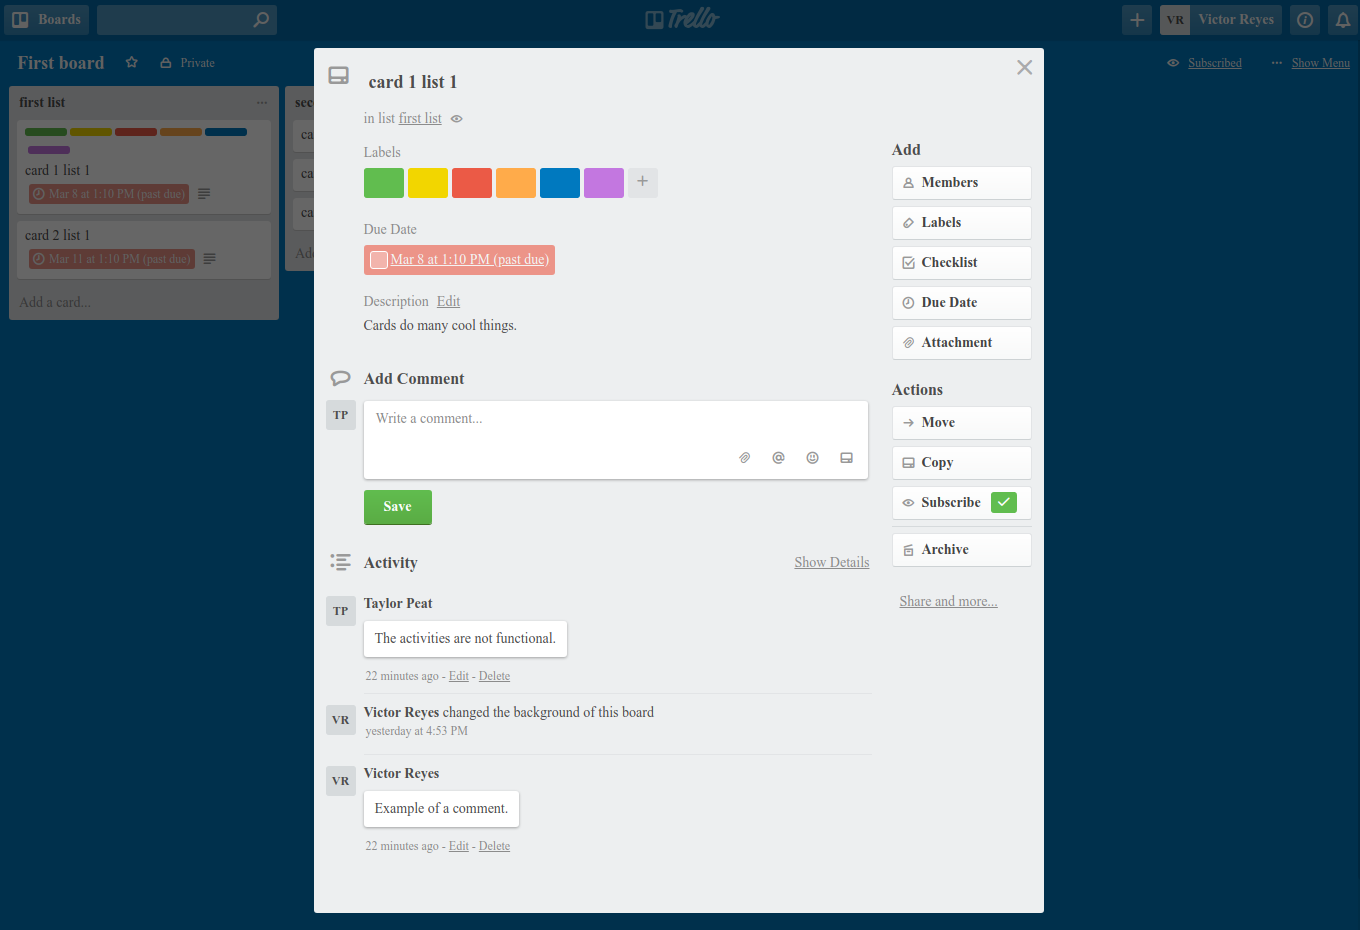 Boards
Trello
VR Victor Reyes
First board
Private
Subscribed
... Show Menu
first list
...
card 1 list 1
Mar 8 at 1:10 PM (past due)
card 2 list 1
Mar 11 at 1:10 PM (past due)
Add a card...
card 1 list 1
in list first list
Labels
+
Due Date
Mar 8 at 1:10 PM (past due)
Description Edit
Cards do many cool things.
Add Comment
TP
Write a comment...
@
Save
Activity
Show Details
TP
Taylor Peat
The activities are not functional.
22 minutes ago - Edit - Delete
VR
Victor Reyes changed the background of this board
yesterday at 4:53 PM
VR
Victor Reyes
Example of a comment.
22 minutes ago - Edit - Delete
Add
Members
Labels
Checklist
Due Date
Attachment
Actions
Move
Copy
Subscribe
Archive
Share and more...